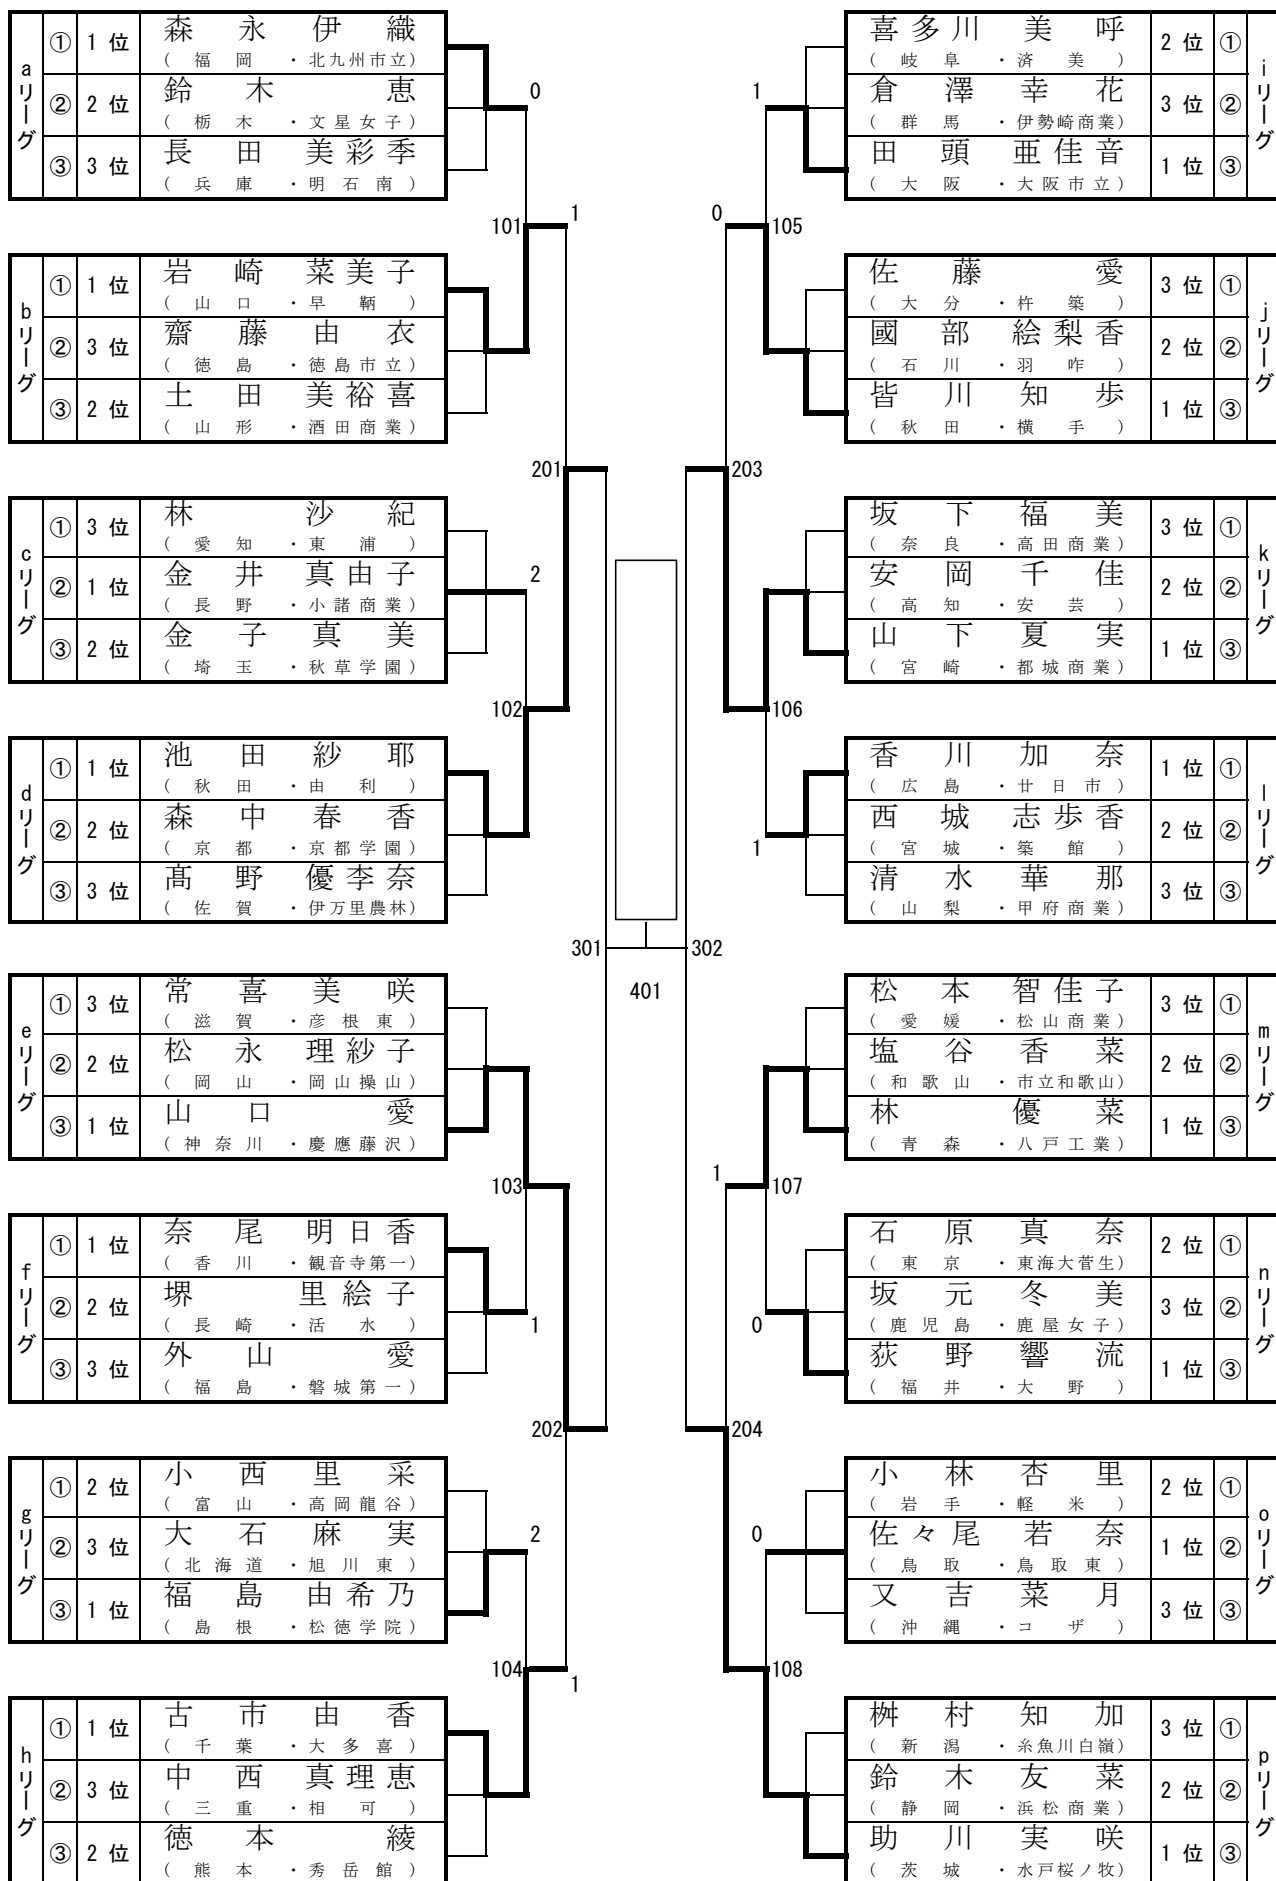 aリーグ
① 1 位 森 永 伊 織
( 福 岡 ・北九州市立)
② 2 位 鈴 木 恵
( 栃 木 ・文星女子)
③ 3 位 長 田 美彩季
( 兵 庫 ・明石南)
bリーグ
① 1 位 岩 崎 菜美子
( 山 口 ・早 鞆 )
② 3 位 齋 藤 由 衣
( 徳 島 ・徳島市立)
③ 2 位 土 田 美裕喜
( 山 形 ・酒田商業)
cリーグ
① 3 位 林 沙 紀
( 愛 知 ・東 浦 )
② 1 位 金 井 真由子
( 長 野 ・小諸商業)
③ 2 位 金 子 真 美
( 埼 玉 ・秋草学園)
dリーグ
① 1 位 池 田 紗 耶
( 秋 田 ・由 利 )
② 2 位 森 中 春 香
( 京 都 ・京都学園)
③ 3 位 髙 野 優李奈
( 佐 賀 ・伊万里農林)
eリーグ
① 3 位 常 喜 美 咲
( 滋 賀 ・彦根東)
② 2 位 松 永 理紗子
( 岡 山 ・岡山操山)
③ 1 位 山 口 愛
( 神奈川 ・慶應藤沢)
fリーグ
① 1 位 奈 尾 明日香
( 香 川 ・観音寺第一)
② 2 位 堺 里絵子
( 長 崎 ・活 水 )
③ 3 位 外 山 愛
( 福 島 ・磐城第一)
gリーグ
① 2 位 小 西 里 采
( 富 山 ・高岡龍谷)
② 3 位 大 石 麻 実
( 北海道 ・旭川東)
③ 1 位 福 島 由希乃
( 島 根 ・松徳学院)
hリーグ
① 1 位 古 市 由 香
( 千 葉 ・大多喜)
② 3 位 中 西 真理恵
( 三 重 ・相 可 )
③ 2 位 徳 本 綾
( 熊 本 ・秀岳館)
0
101
1
201
2
102
301
103
1
202
2
104
1
401
302
1
0
105
203
106
1
1
107
0
204
0
108
喜多川 美 呼 2 位 ①
( 岐 阜 ・済 美 )
倉 澤 幸 花 3 位 ②
( 群 馬 ・伊勢崎商業)
田 頭 亜佳音 1 位 ③
( 大 阪 ・大阪市立)
iリーグ
佐 藤 愛 3 位 ①
( 大 分 ・杵 築 )
國 部 絵梨香 2 位 ②
( 石 川 ・羽 咋 )
皆 川 知 歩 1 位 ③
( 秋 田 ・横 手 )
jリーグ
坂 下 福 美 3 位 ①
( 奈 良 ・高田商業)
安 岡 千 佳 2 位 ②
( 高 知 ・安 芸 )
山 下 夏 実 1 位 ③
( 宮 崎 ・都城商業)
kリーグ
香 川 加 奈 1 位 ①
( 広 島 ・廿日市)
西 城 志歩香 2 位 ②
( 宮 城 ・築 館 )
清 水 華 那 3 位 ③
( 山 梨 ・甲府商業)
lリーグ
松 本 智佳子 3 位 ①
( 愛 媛 ・松山商業)
塩 谷 香 菜 2 位 ②
( 和歌山 ・市立和歌山)
林 優 菜 1 位 ③
( 青 森 ・八戸工業)
mリーグ
石 原 真 奈 2 位 ①
( 東 京 ・東海大菅生)
坂 元 冬 美 3 位 ②
( 鹿児島 ・鹿屋女子)
荻 野 響 流 1 位 ③
( 福 井 ・大 野 )
nリーグ
小 林 杏 里 2 位 ①
( 岩 手 ・軽 米 )
佐々尾 若 奈 1 位 ②
( 鳥 取 ・鳥取東)
又 吉 菜 月 3 位 ③
( 沖 縄 ・コ ザ )
oリーグ
桝 村 知 加 3 位 ①
( 新 潟 ・糸魚川白嶺)
鈴 木 友 菜 2 位 ②
( 静 岡 ・浜松商業)
助 川 実 咲 1 位 ③
( 茨 城 ・水戸桜ノ牧)
pリーグ